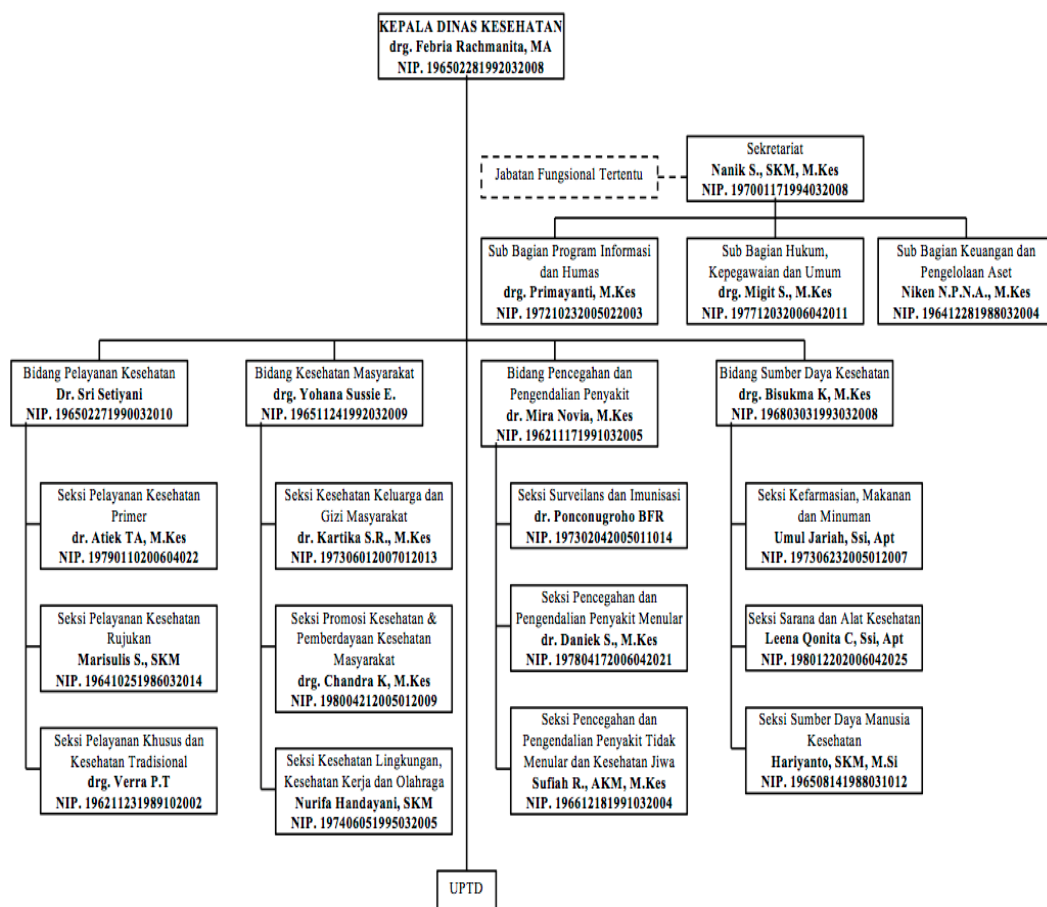 KEPALA DINAS KESEHATAN
drg. Febria Rachmanita, MA
NIP. 196502281992032008
Sekretariat
Nanik S., SKM, M.Kes
NIP. 197001171994032008
Jabatan Fungsional Tertentu
Sub Bagian Program Informasi
dan Humas
drg. Primayanti, M.Kes
NIP. 197210232005022003
Sub Bagian Hukum,
Kepegawaian dan Umum
drg. Migit S., M.Kes
NIP. 197712032006042011
Sub Bagian Keuangan dan
Pengelolaan Aset
Niken N.P.N.A., M.Kes
NIP. 196412281988032004
Bidang Pelayanan Kesehatan
Dr. Sri Setiyani
NIP. 196502271990032010
Bidang Kesehatan Masyarakat
drg. Yohana Sussie E.
NIP. 196511241992032009
Bidang Pencegahan dan
Pengendalian Penyakit
dr. Mira Novia, M.Kes
NIP. 196211171991032005
Bidang Sumber Daya Kesehatan
drg. Bisukma K, M.Kes
NIP. 196803031993032008
Seksi Pelayanan Kesehatan
Primer
dr. Atiek TA, M.Kes
NIP. 19790110200604022
Seksi Kesehatan Keluarga dan
Gizi Masyarakat
dr. Kartika S.R., M.Kes
NIP. 197306012007012013
Seksi Surveilans dan Imunisasi
dr. Ponconugroho BFR
NIP. 197302042005011014
Seksi Kefarmasian, Makanan
dan Minuman
Umul Jariah, Ssi, Apt
NIP. 197306232005012007
Seksi Pelayanan Kesehatan
Rujukan
Marisulis S., SKM
NIP. 196410251986032014
Seksi Promosi Kesehatan &
Pemberdayaan Kesehatan
Masyarakat
drg. Chandra K, M.Kes
NIP. 198004212005012009
Seksi Pencegahan dan
Pengendalian Penyakit Menular
dr. Daniek S., M.Kes
NIP. 197804172006042021
Seksi Sarana dan Alat Kesehatan
Leena Qonita C, Ssi, Apt
NIP. 198012202006042025
Seksi Pelayanan Khusus dan
Kesehatan Tradisional
drg. Verra P.T
NIP. 196211231989102002
Seksi Kesehatan Lingkungan,
Kesehatan Kerja dan Olahraga
Nurifa Handayani, SKM
NIP. 197406051995032005
Seksi Pencegahan dan
Pengendalian Penyakit Tidak
Menular dan Kesehatan Jiwa
Sufiah R., AKM, M.Kes
NIP. 196612181991032004
Seksi Sumber Daya Manusia
Kesehatan
Hariyanto, SKM, M.Si
NIP. 196508141988031012
UPTD